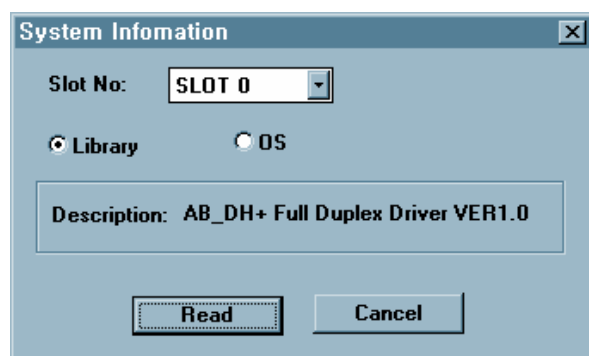 System Infomation
Slot No: SLOT 0
Library OS
Description: AB_DH+ Full Duplex Driver VER1.0
Read Cancel